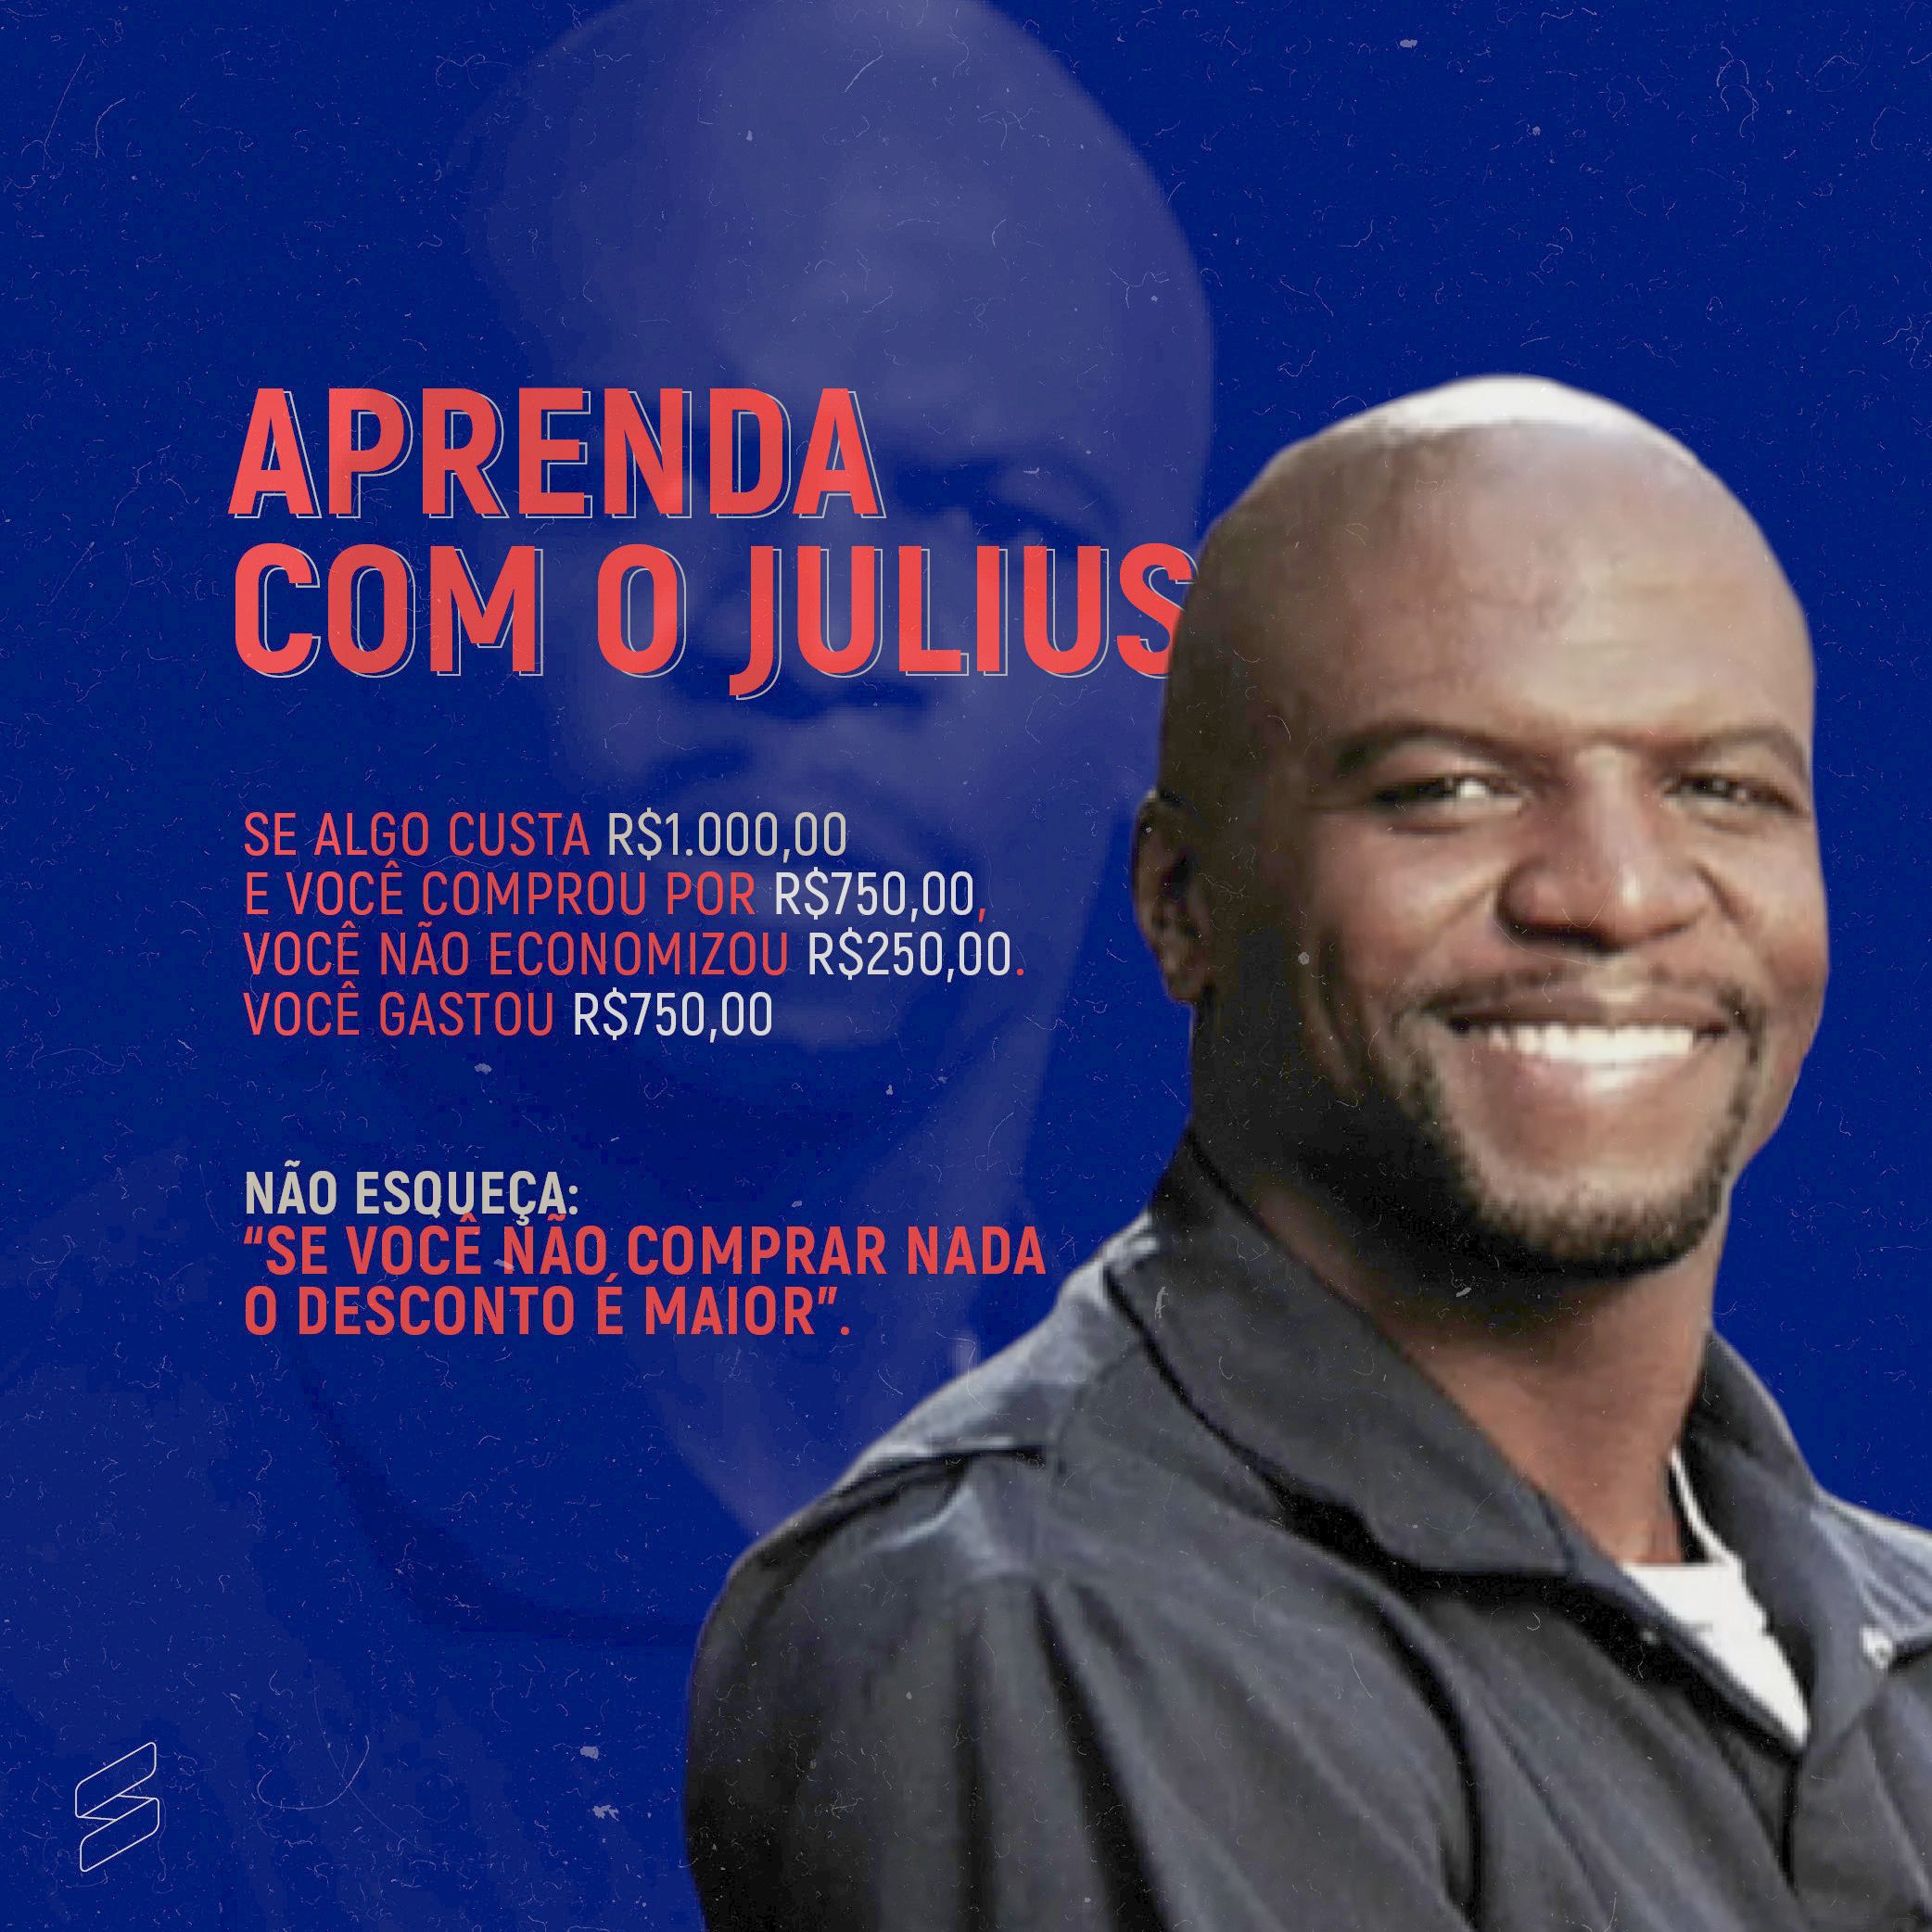 APRENDA
COM O JULIUS
SE ALGO CUSTA R$1.000,00
E VOCÊ COMPROU POR R$750,00,
VOCÊ NÃO ECONOMIZOU R$250,00.
VOCÊ GASTOU R$750,00
NÃO ESQUEÇA:
“SE VOCÊ NÃO COMPRAR NADA
O DESCONTO É MAIOR”.